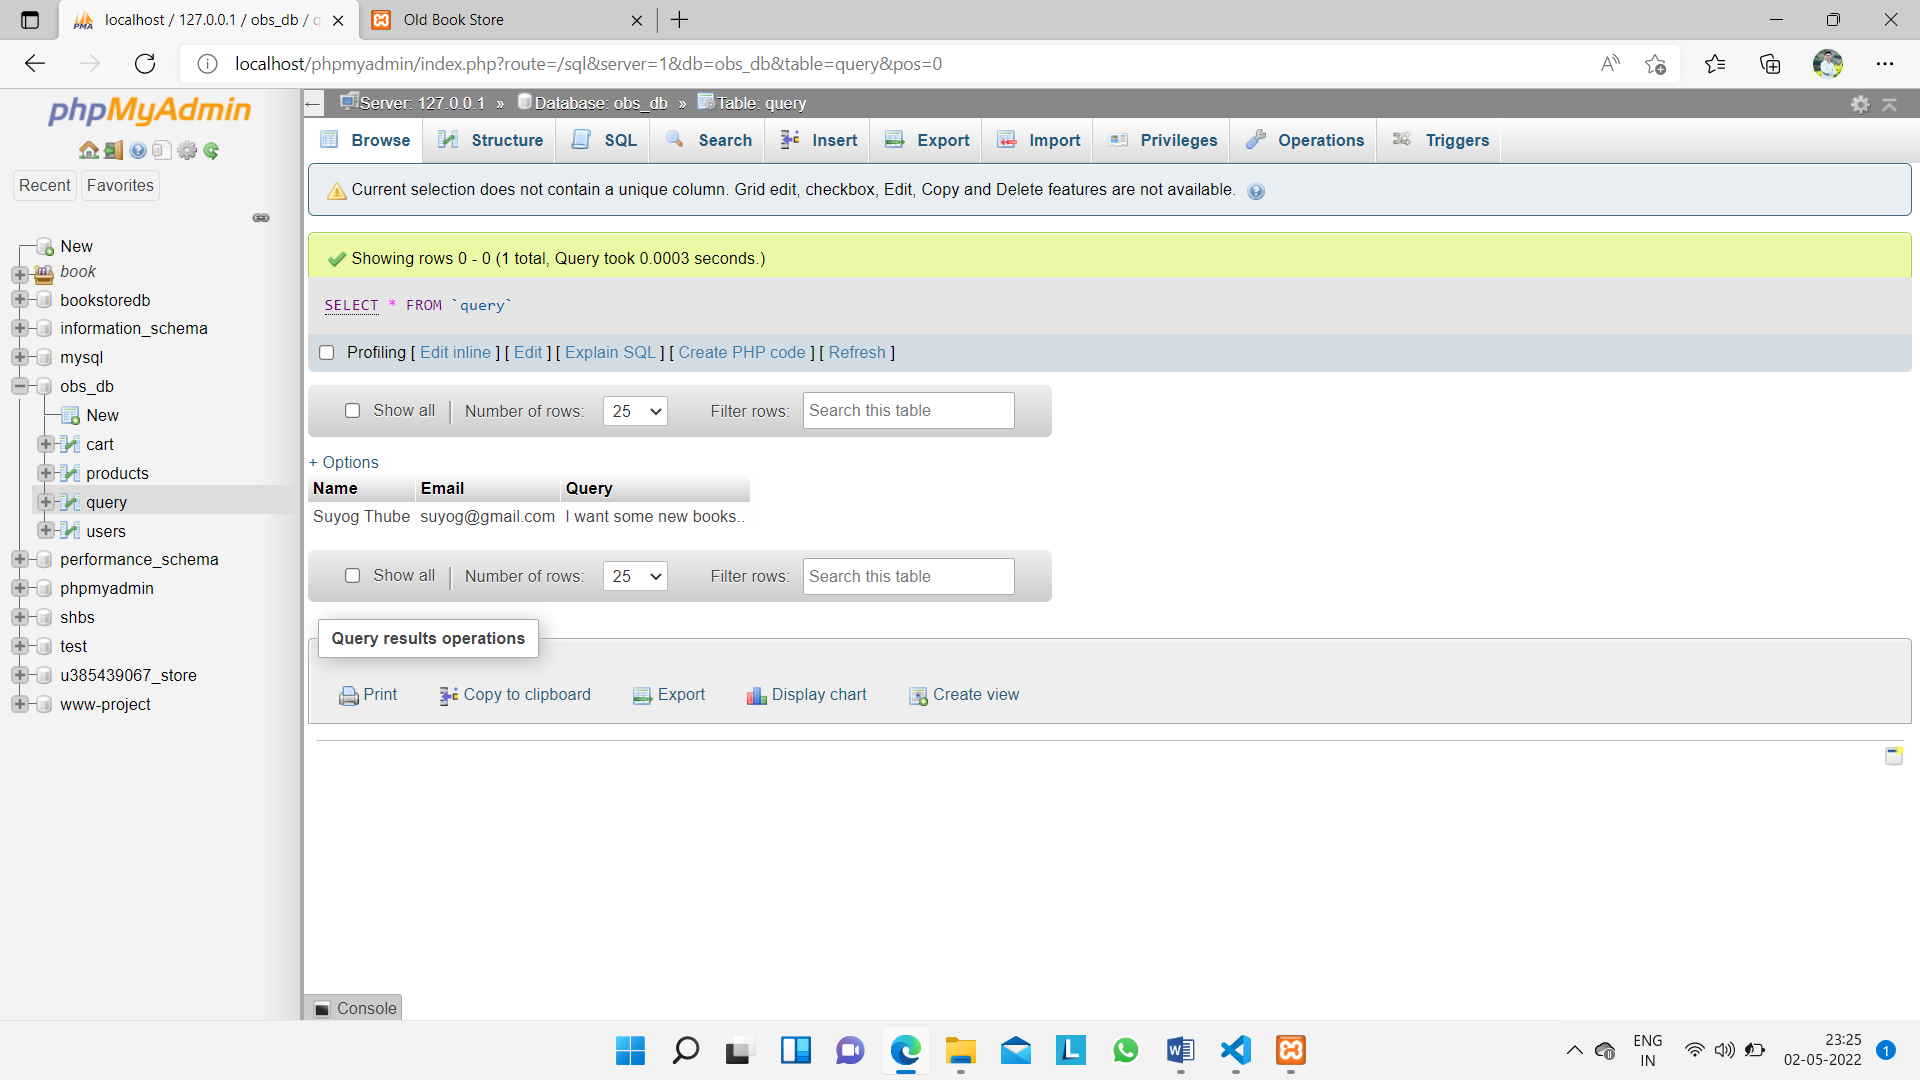 localhost / 127.0.0.1 / obs_db / q
Old Book Store
localhost/phpmyadmin/index.php?route=/sql&server=1&db=obs_db&table=query&pos=0
phpMyAdmin
Recent
Favorites
New
book
bookstoredb
information_schema
mysql
obs_db
New
cart
products
query
users
performance_schema
phpmyadmin
shbs
test
u385439067_store
www-project
Server: 127.0.0.1 » Database: obs_db » Table: query
Browse Structure SQL Search Insert Export Import Privileges Operations Triggers
Current selection does not contain a unique column. Grid edit, checkbox, Edit, Copy and Delete features are not available.
Showing rows 0 - 0 (1 total, Query took 0.0003 seconds.)
SELECT * FROM `query`
Profiling [ Edit inline ] [ Edit ] [ Explain SQL ] [ Create PHP code ] [ Refresh ]
Show all | Number of rows: 25 Filter rows: Search this table
+ Options
Name Email Query
Suyog Thube suyog@gmail.com I want some new books..
Show all | Number of rows: 25 Filter rows: Search this table
Query results operations
Print Copy to clipboard Export Display chart Create view
Console
ENG
IN
23:25
02-05-2022
1